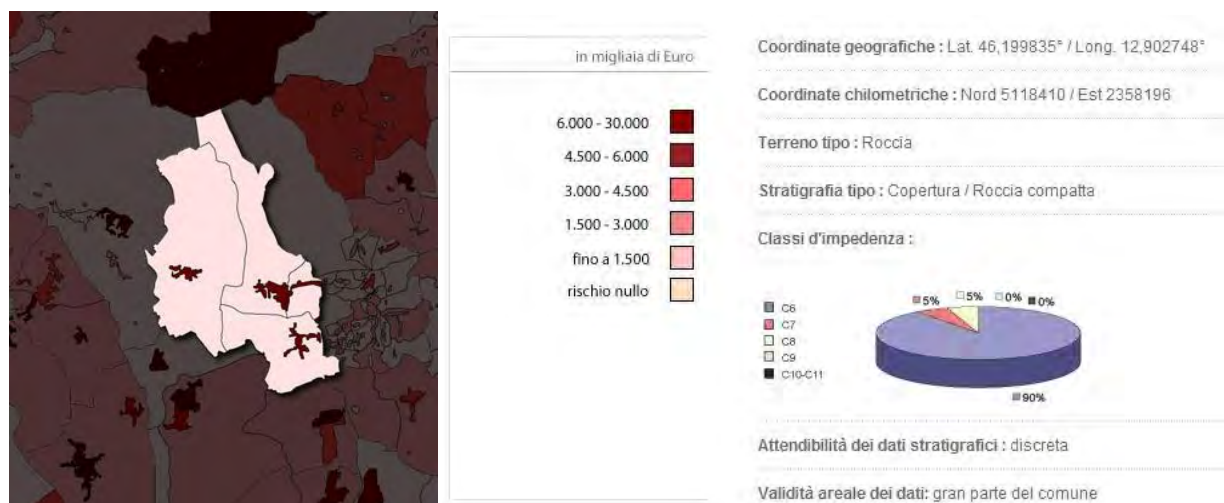 in migliaia di Euro
6.000 - 30.000
4.500 - 6.000
3.000 - 4.500
1.500 - 3.000
fino a 1.500
rischio nullo
Coordinate geografiche : Lat. 46,199835° / Long. 12,902748°
Coordinate chilometriche : Nord 5118410 / Est 2358196
Terreno tipo : Roccia
Stratigrafia tipo : Copertura / Roccia compatta
Classi d'impedenza :
C6
C7
C8
C9
C10-C11
5% 5% 0% 0%
90%
Attendibilità dei dati stratigrafici : discreta
Validità areale dei dati: gran parte del comune